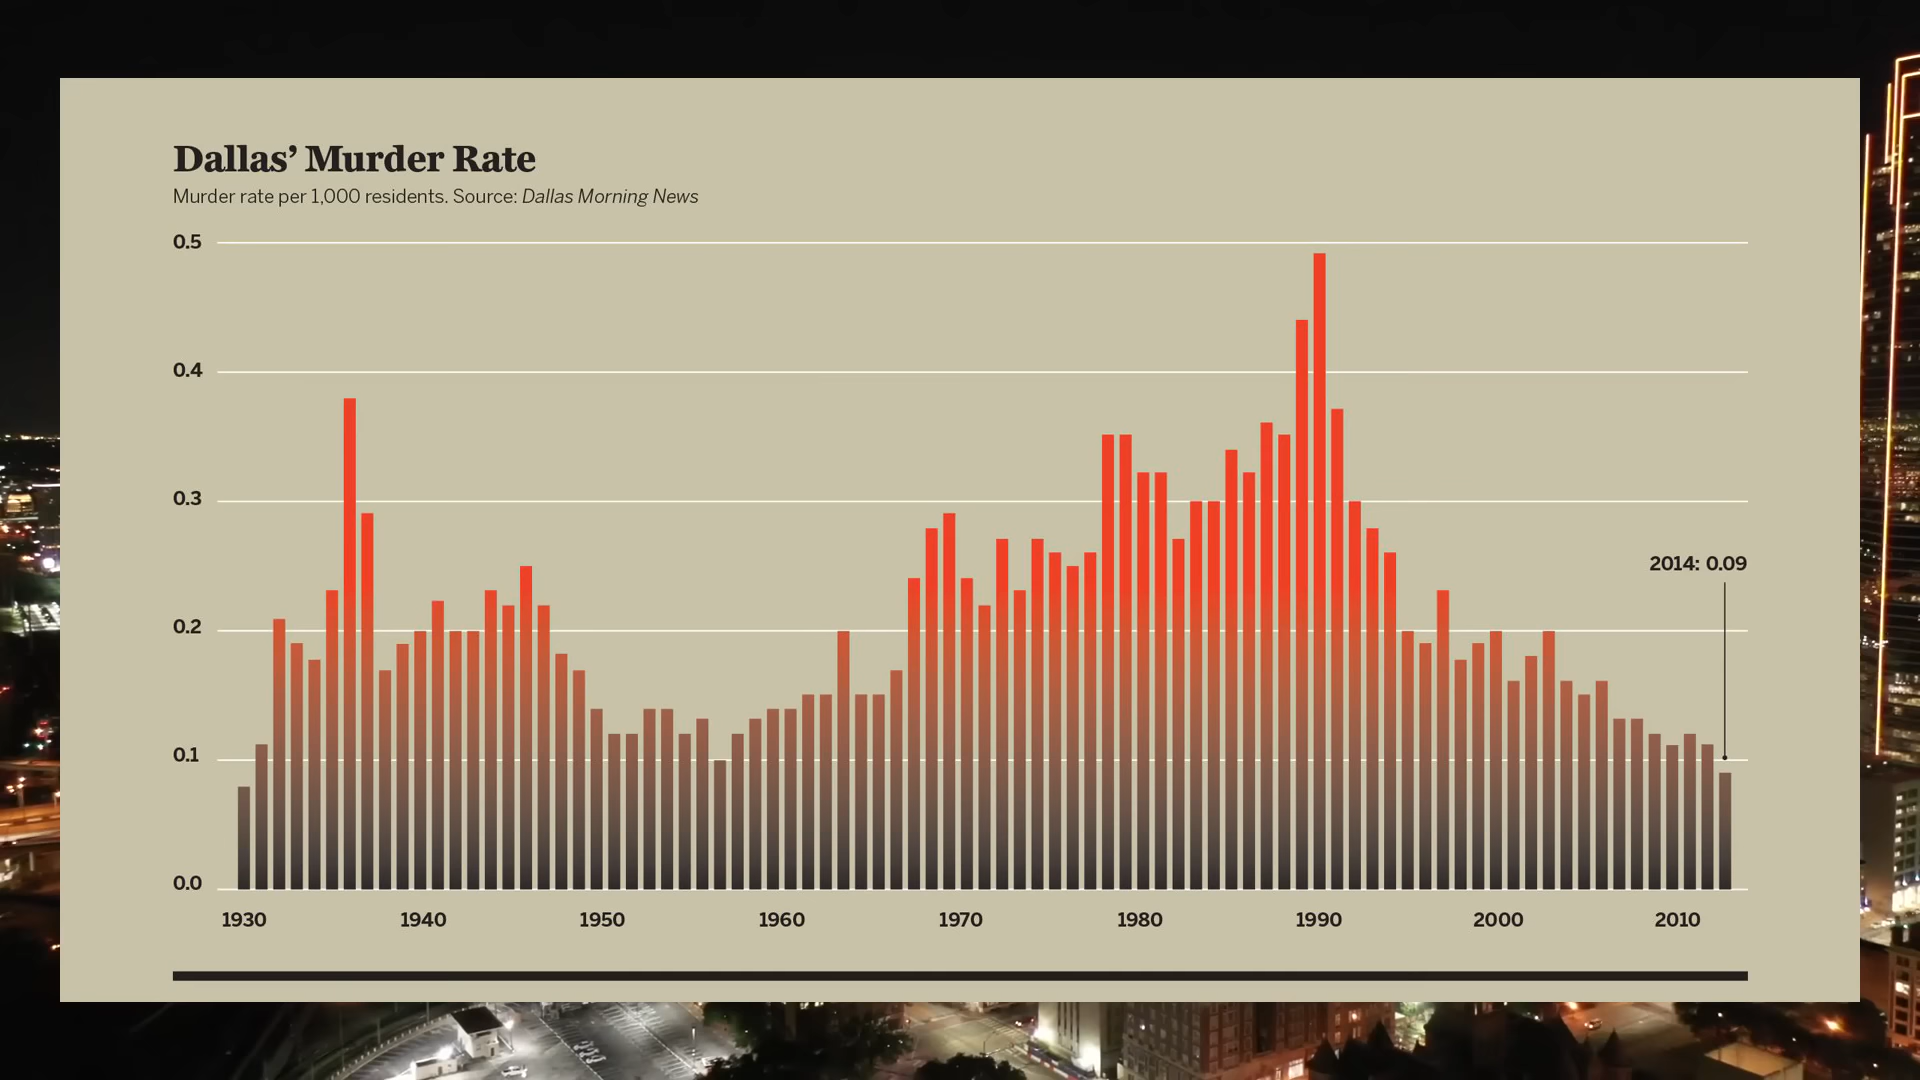 Dallas’ Murder Rate
Murder rate per 1,000 residents. Source: Dallas Morning News
0.5
0.4
0.3
2014: 0.09
0.2
0.1
0.0
1930 1940 1950 1960 1970 1980 1990 2000 2010